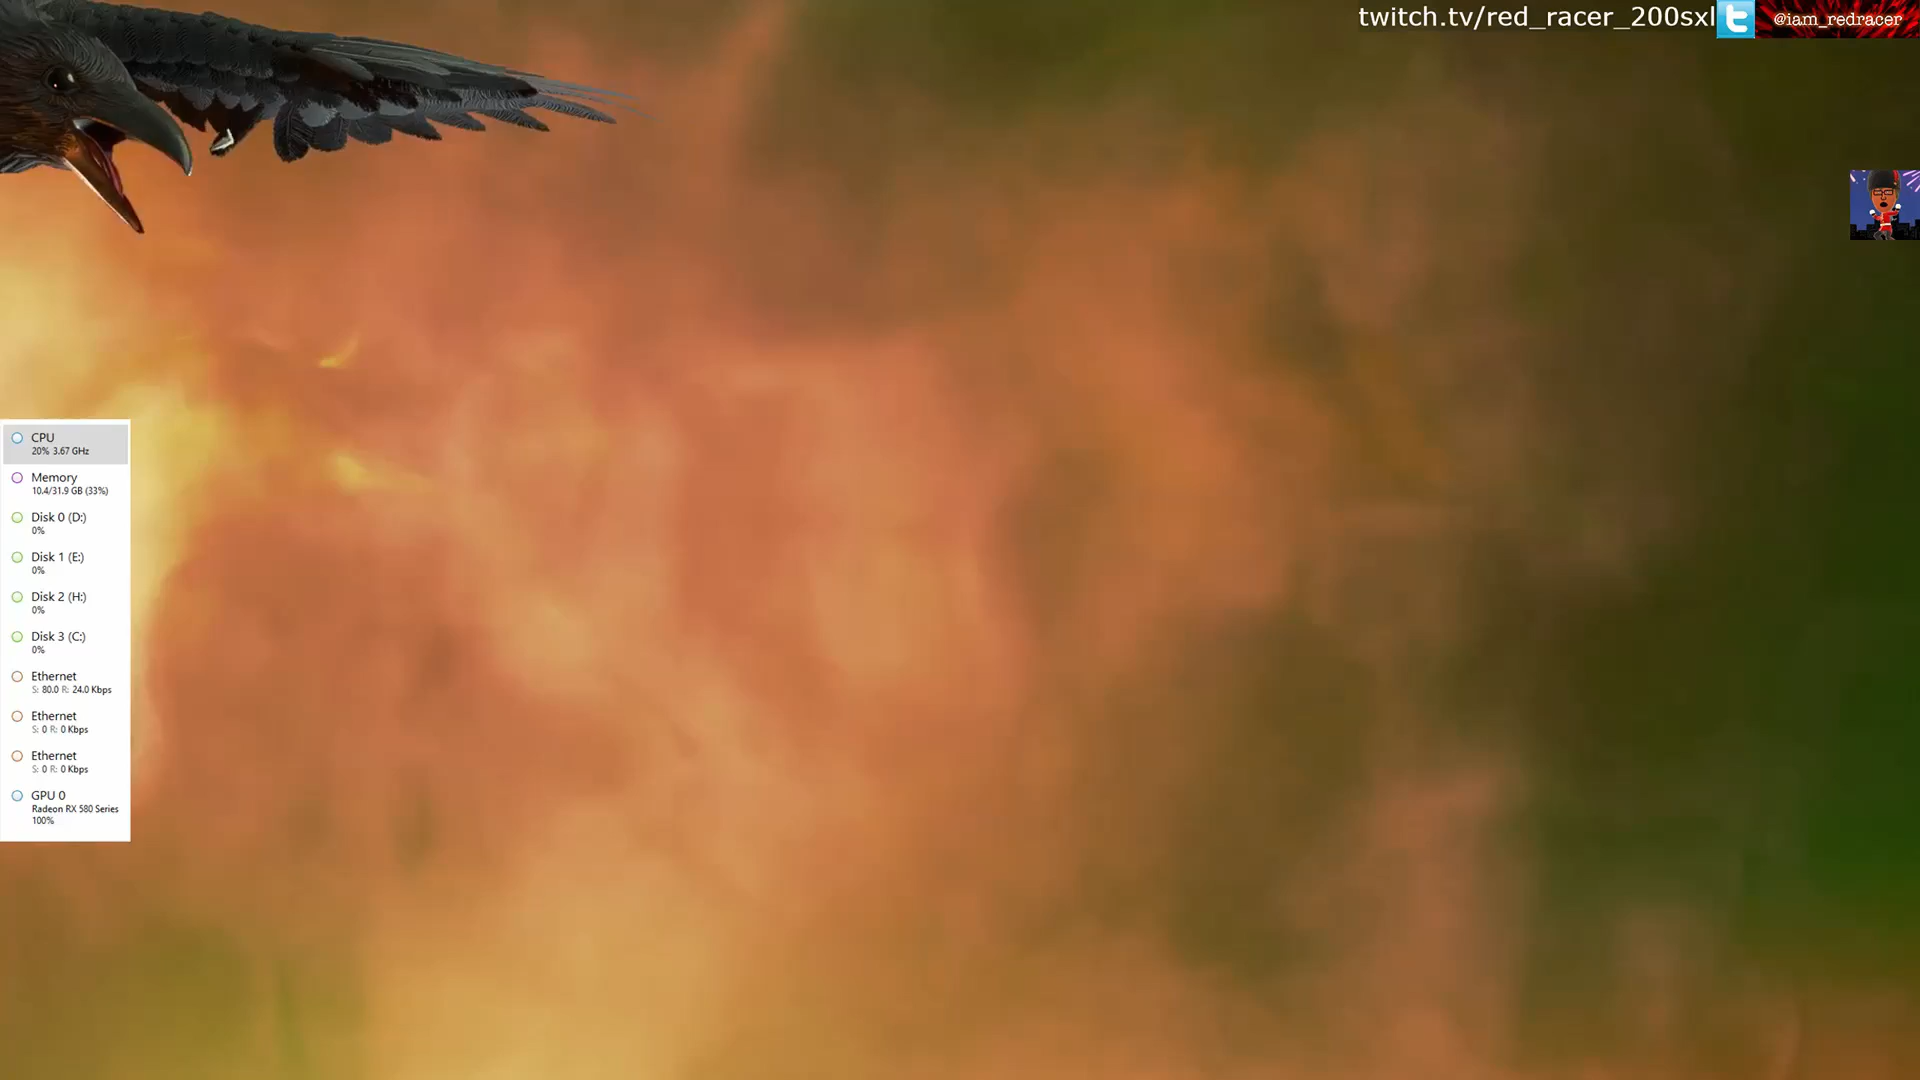 twitch.tv/red_racer_200sxl
@iam_redracer
CPU
20% 3.67 GHz
Memory
10.4/31.9 GB (33%)
Disk 0 (D:)
0%
Disk 1 (E:)
0%
Disk 2 (H:)
0%
Disk 3 (C:)
0%
Ethernet
S: 80.0 R: 24.0 Kbps
Ethernet
S: 0 R: 0 Kbps
Ethernet
S: 0 R: 0 Kbps
GPU 0
Radeon RX 580 Series
100%